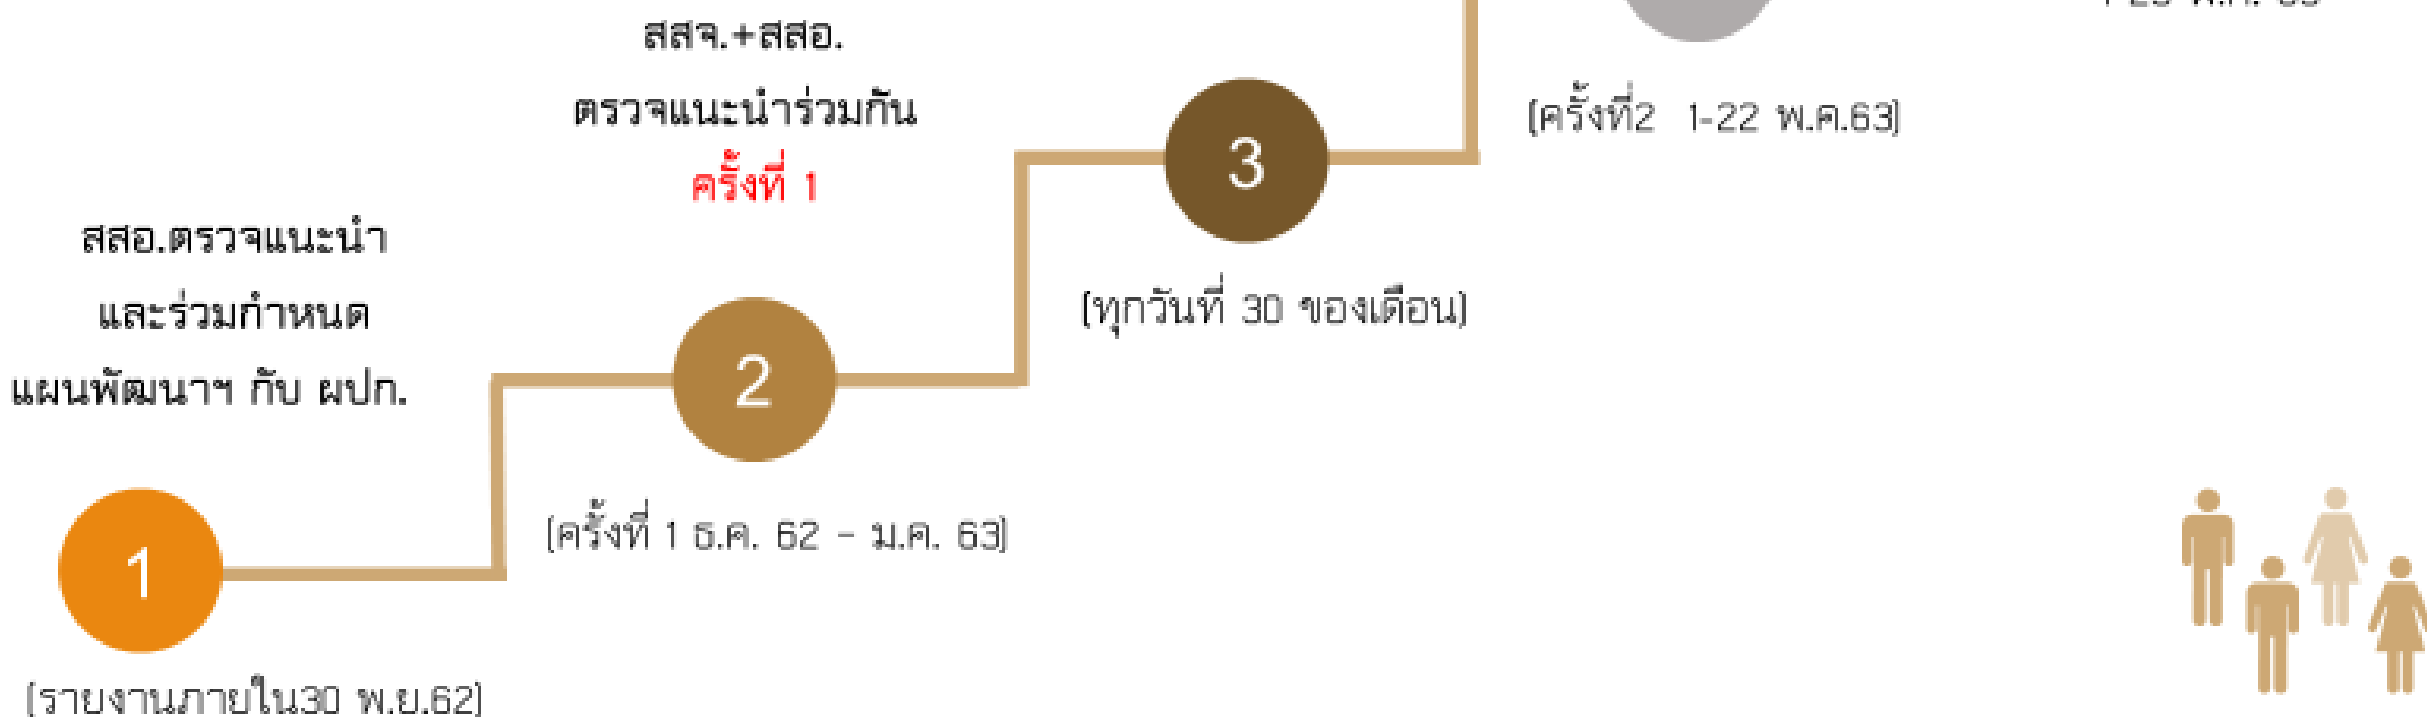 สสอ.ตรวจแนะนำ
และร่วมกำหนด
แผนพัฒนาฯ กับ ผปก.
1
(รายงานภายใน30 พ.ย.62)
สสจ.+สสอ.
ตรวจแนะนำร่วมกัน
ครั้งที่ 1
2
(ครั้งที่ 1 ธ.ค. 62 - ม.ค. 63)
3
(ทุกวันที่ 30 ของเดือน)
(ครั้งที่2 1-22 พ.ค.63)